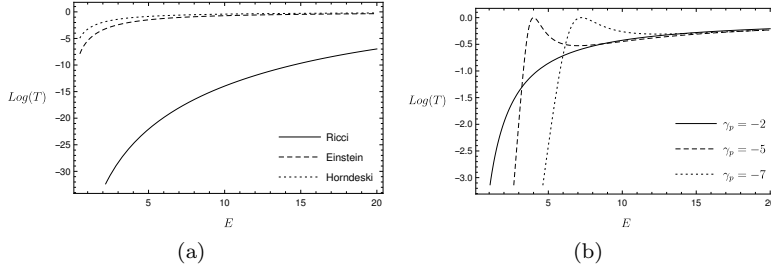 0
-5
-10
-15
-20
-25
-30
Log(T)
Ricci
Einstein
Horndeski
5
10
15
20
E
(a)
0.0
-0.5
-1.0
-1.5
-2.0
-2.5
-3.0
Log(T)
γp = −2
γp = −5
γp = −7
5
10
15
20
E
(b)